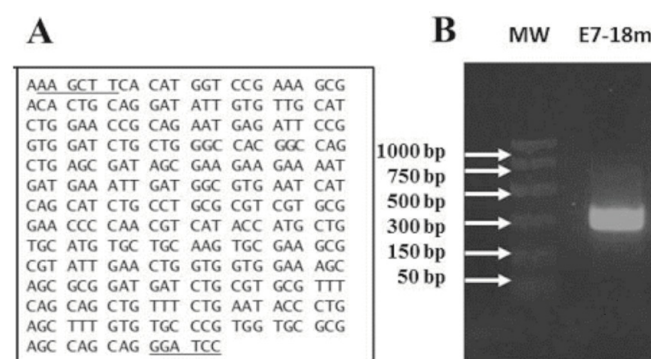 A
AAA GCT TCA CAT GGT CCG AAA GCG
ACA CTG CAG GAT ATT GTG TTG CAT
CTG GAA CCG CAG AAT GAG ATT CCG
GTG GAT CTG CTG GGC CAC GGC CAG
CTG AGC GAT AGC GAA GAA GAA AAT
GAT GAA ATT GAT GGC GTG AAT CAT
CAG CAT CTG CCT GCG CGT CGT GCG
GAA CCC CAA CGT CAT ACC ATG CTG
TGC ATG TGC TGC AAG TGC GAA GCG
CGT ATT GAA CTG GTG GTG GAA AGC
AGC GCG GAT GAT CTG CGT GCG TTT
CAG CAG CTG TTT CTG AAT ACC CTG
AGC TTT GTG TGC CCG TGG TGC GCG
AGC CAG CAG GGA TCC
B
MW E7-18m
1000 bp
750 bp
500 bp
300 bp
150 bp
50 bp